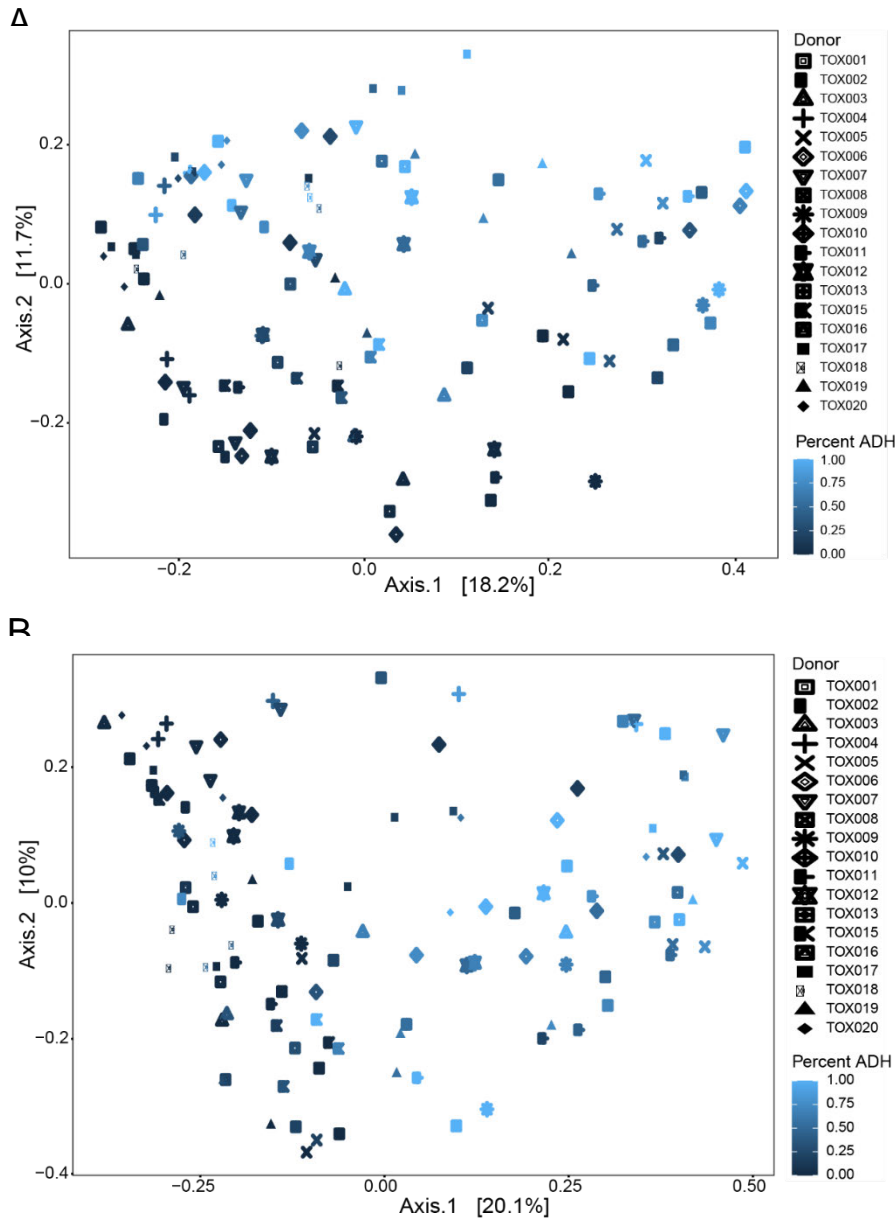 A
Axis.2 [11.7%]
0.2
0.0
−0.2
−0.2
0.0
0.2
0.4
Axis.1 [18.2%]
Donor
TOX001
TOX002
TOX003
TOX004
TOX005
TOX006
TOX007
TOX008
TOX009
TOX010
TOX011
TOX012
TOX013
TOX015
TOX016
TOX017
TOX018
TOX019
TOX020
Percent ADH
1.00
0.75
0.50
0.25
0.00
B
Axis.2 [10%]
0.2
0.0
−0.2
−0.4
−0.25
0.00
0.25
0.50
Axis.1 [20.1%]
Donor
TOX001
TOX002
TOX003
TOX004
TOX005
TOX006
TOX007
TOX008
TOX009
TOX010
TOX011
TOX012
TOX013
TOX015
TOX016
TOX017
TOX018
TOX019
TOX020
Percent ADH
1.00
0.75
0.50
0.25
0.00